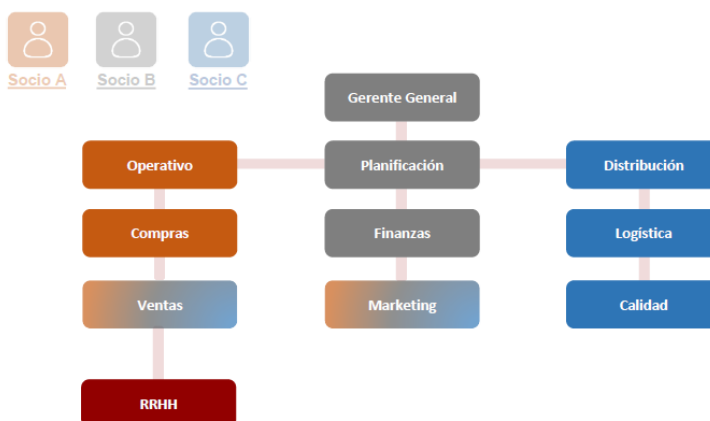 Socio A
Socio B
Socio C
Gerente General
Operativo
Planificación
Distribución
Compras
Finanzas
Logística
Ventas
Marketing
Calidad
RRHH